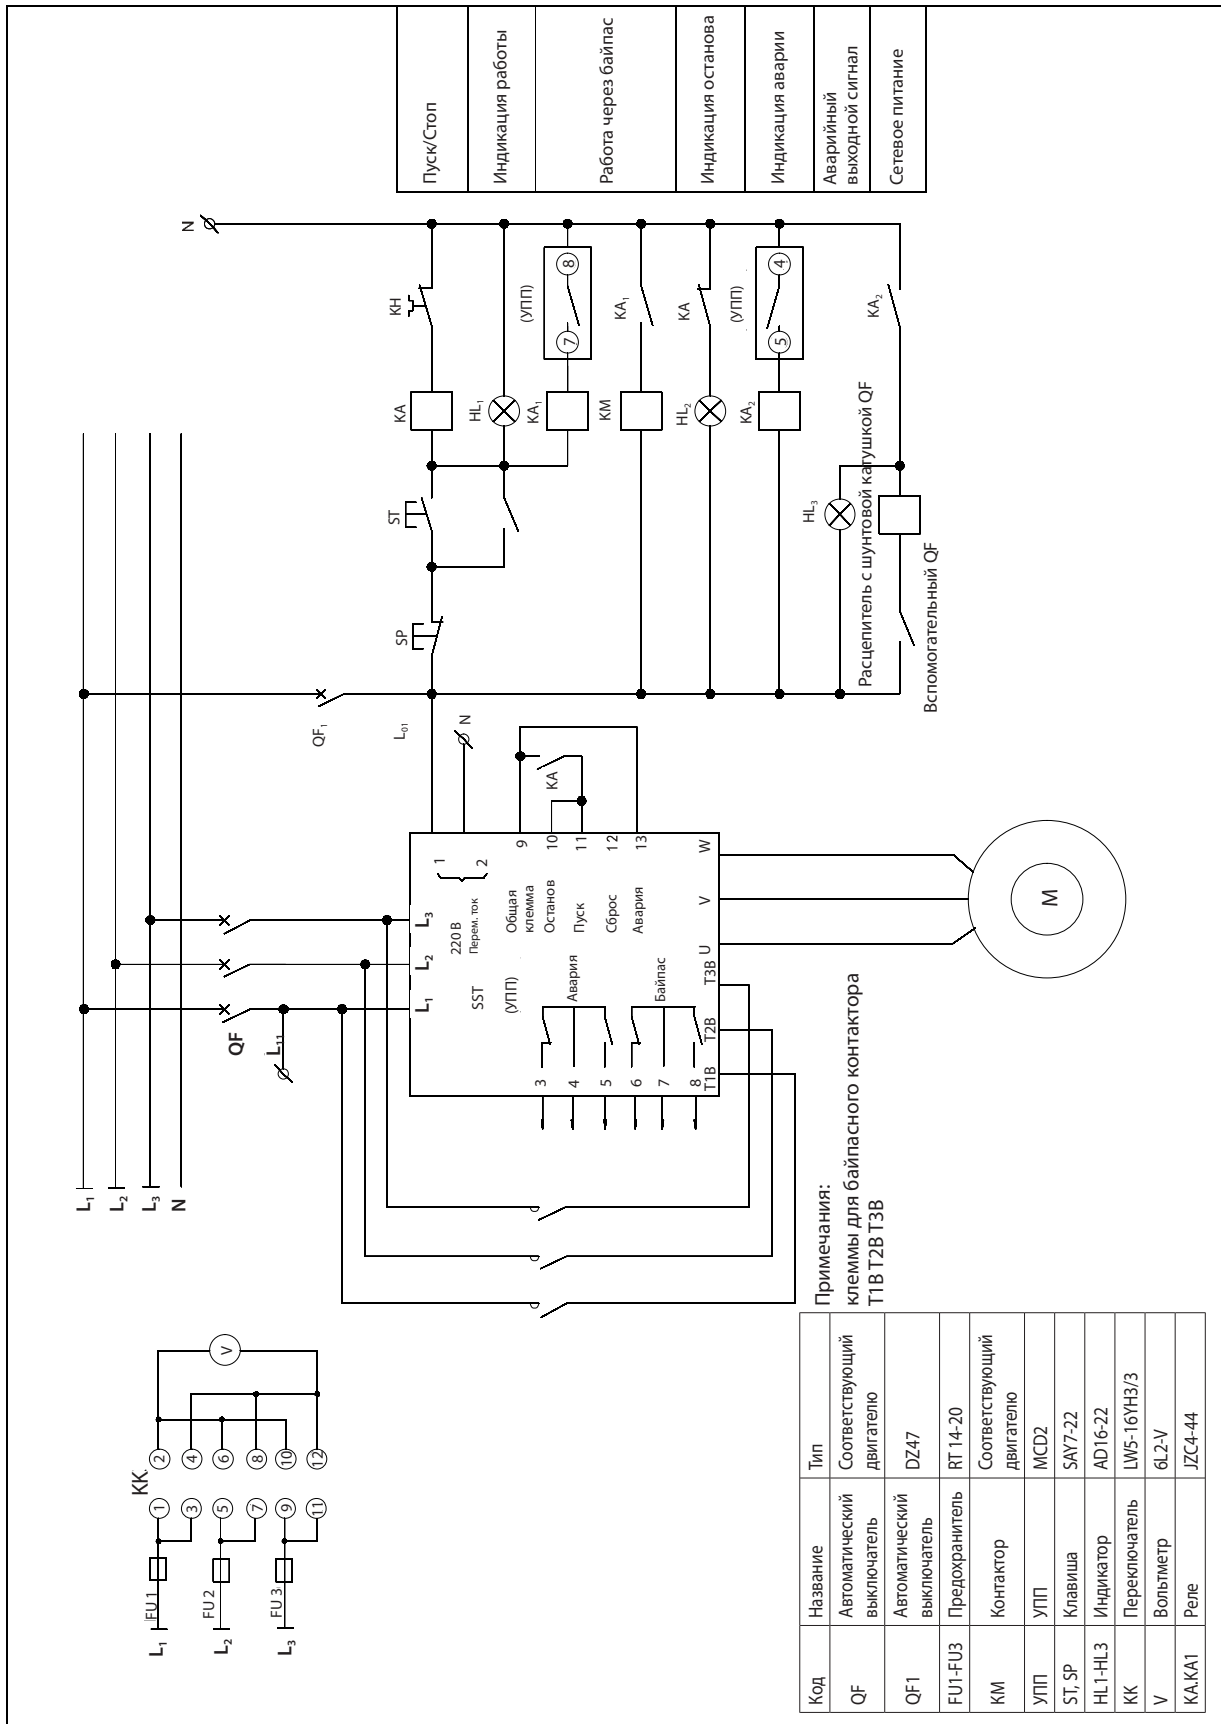 Пуск/Стоп
Индикация работы
Работа через байпас
Индикация останова
Индикация аварии
Аварийный
выходной сигнал
Сетевое питание
N
KH
KA
ST
SP
HL₁
(УПП)
8
7
KA₁
KA₁
KM
KA
HL₂
(УПП)
4
5
KA₂
KA₂
HL₃
Расцепитель с шунтовой катушкой QF
Вспомогательный QF
QF₁
L₀₁
N
KA
L₁
L₂
L₃
N
QF
L₁₁
L₁
L₂
L₃
1
2
220 В
Перем. ток
SST
(УПП)
9
10
11
12
13
Общая
клемма
Останов
Пуск
Сброс
Авария
Авария
Байпас
3
4
5
6
7
8
T1B
T2B
T3B
U
V
W
M
KK
1
2
3
4
5
6
7
8
9
10
11
12
V
FU 1
FU 2
FU 3
L₁
L₂
L₃
Примечания:
клеммы для байпасного контактора
T1B T2B T3B
Код Название Тип
QF Автоматический выключатель Соответствующий двигателю
QF1 Автоматический выключатель DZ47
FU1-FU3 Предохранитель RT 14-20
KM Контактор Соответствующий двигателю
УПП УПП MCD2
ST, SP Клавиша SAY7-22
HL1-HL3 Индикатор AD16-22
KK Переключатель LW5-16YH3/3
V Вольтметр 6L2-V
KA.KA1 Реле JZC4-44